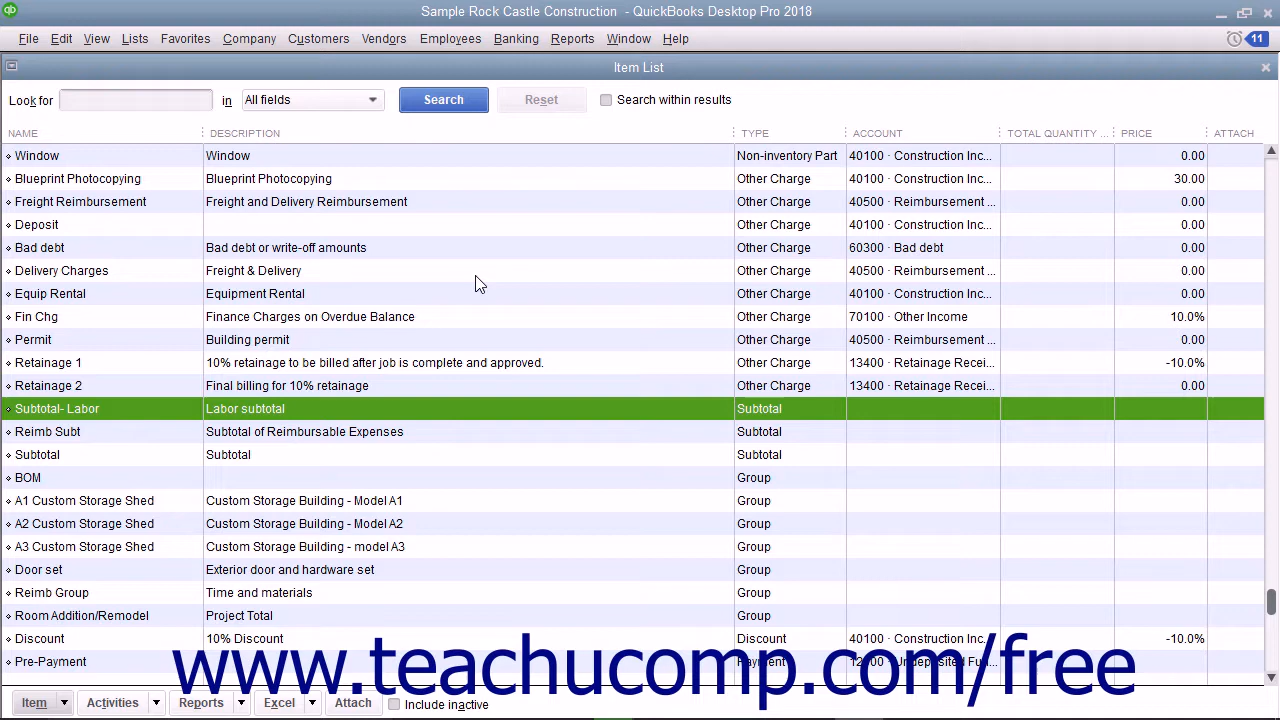 qb Sample Rock Castle Construction - QuickBooks Desktop Pro 2018
File Edit View Lists Favorites Company Customers Vendors Employees Banking Reports Window Help 11
Item List
Look for in All fields Search Reset Search within results
NAME DESCRIPTION TYPE ACCOUNT TOTAL QUANTITY ... PRICE ATTACH
Window Window Non-inventory Part 40100 · Construction Inc... 0.00
Blueprint Photocopying Blueprint Photocopying Other Charge 40100 · Construction Inc... 30.00
Freight Reimbursement Freight and Delivery Reimbursement Other Charge 40500 · Reimbursement ... 0.00
Deposit Other Charge 40100 · Construction Inc... 0.00
Bad debt Bad debt or write-off amounts Other Charge 60300 · Bad debt 0.00
Delivery Charges Freight & Delivery Other Charge 40500 · Reimbursement ... 0.00
Equip Rental Equipment Rental Other Charge 40100 · Construction Inc... 0.00
Fin Chg Finance Charges on Overdue Balance Other Charge 70100 · Other Income 10.0%
Permit Building permit Other Charge 40500 · Reimbursement ... 0.00
Retainage 1 10% retainage to be billed after job is complete and approved. Other Charge 13400 · Retainage Recei... -10.0%
Retainage 2 Final billing for 10% retainage Other Charge 13400 · Retainage Recei... 0.00
Subtotal- Labor Labor subtotal Subtotal
Reimb Subt Subtotal of Reimbursable Expenses Subtotal
Subtotal Subtotal Subtotal
BOM Group
A1 Custom Storage Shed Custom Storage Building - Model A1 Group
A2 Custom Storage Shed Custom Storage Building - Model A2 Group
A3 Custom Storage Shed Custom Storage Building - model A3 Group
Door set Exterior door and hardware set Group
Reimb Group Time and materials Group
Room Addition/Remodel Project Total Group
Discount 10% Discount Discount 40100 · Construction Inc... -10.0%
Pre-Payment Payment
www.teachucomp.com/free
Item Activities Reports Excel Attach Include inactive